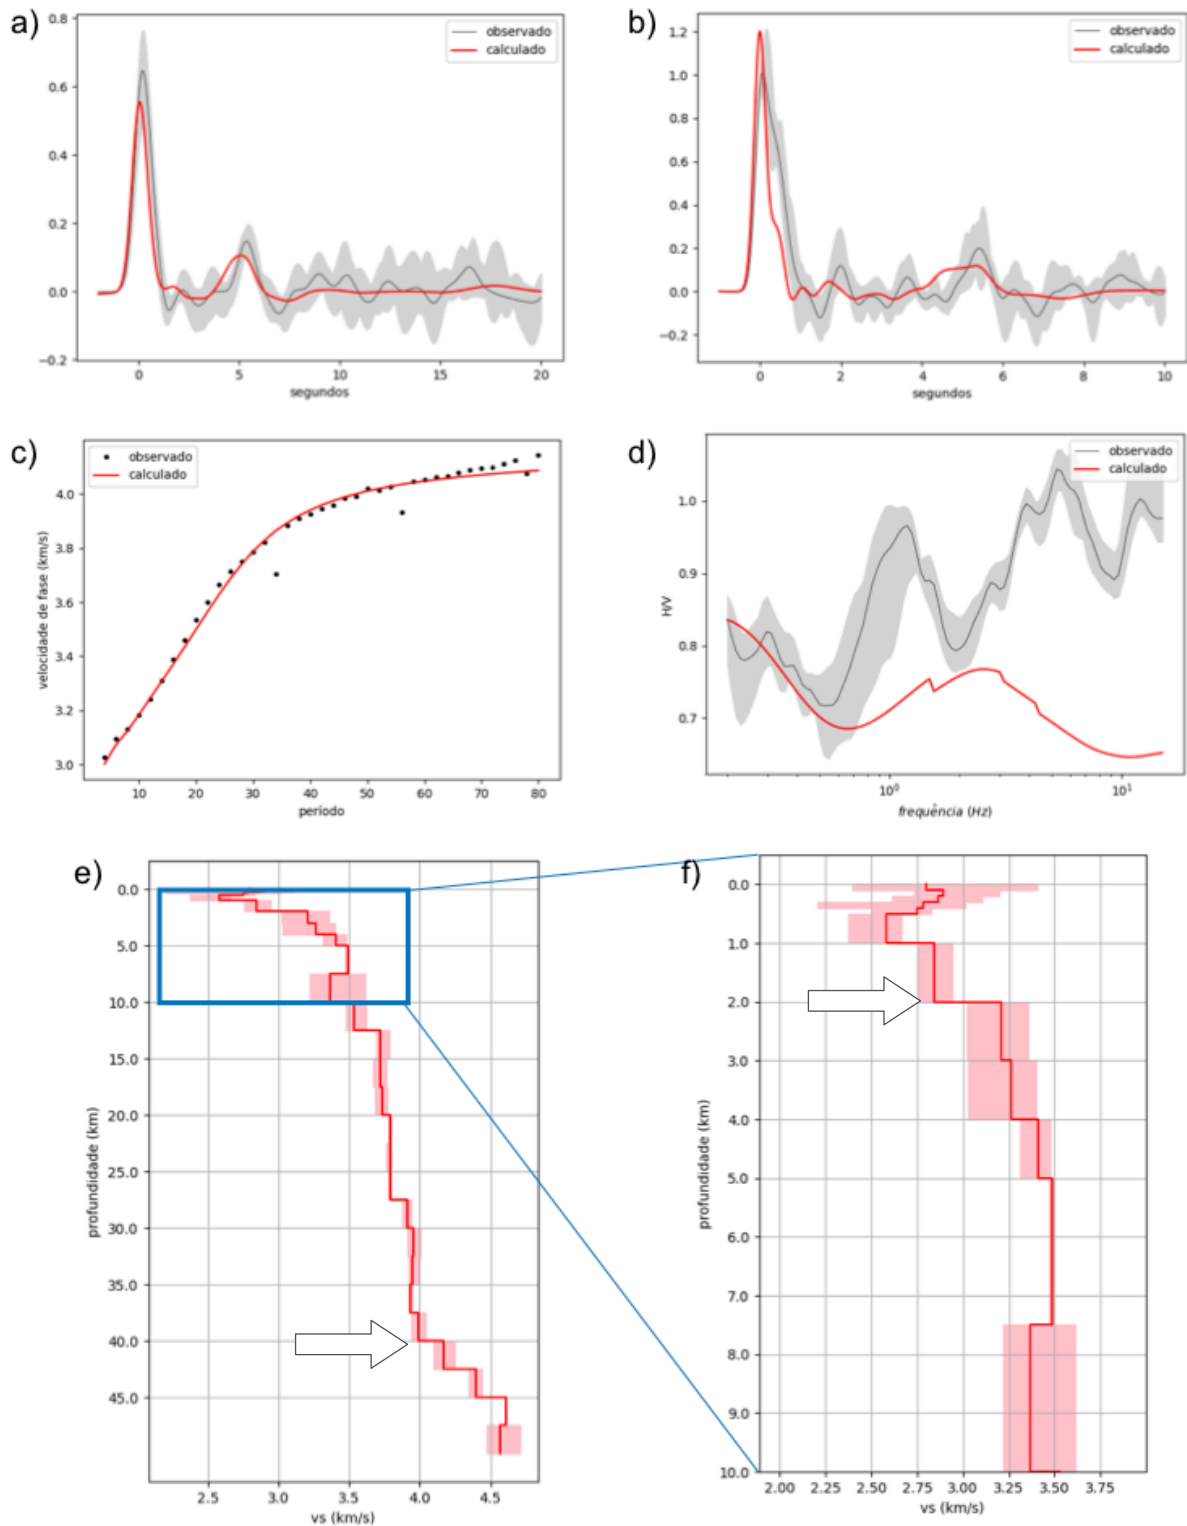 a)
0.8
0.6
0.4
0.2
0.0
−0.2
observado
calculado
0 5 10 15 20
segundos
b)
1.2
1.0
0.8
0.6
0.4
0.2
0.0
−0.2
observado
calculado
0 2 4 6 8 10
segundos
c)
observado
calculado
velocidade de fase (km/s)
4.0
3.8
3.6
3.4
3.2
3.0
10 20 30 40 50 60 70 80
período
d)
observado
calculado
H/V
1.0
0.9
0.8
0.7
10⁰ 10¹
frequência (Hz)
e)
profundidade (km)
0.0
5.0
10.0
15.0
20.0
25.0
30.0
35.0
40.0
45.0
2.5 3.0 3.5 4.0 4.5
vs (km/s)
f)
profundidade (km)
0.0
1.0
2.0
3.0
4.0
5.0
6.0
7.0
8.0
9.0
10.0
2.00 2.25 2.50 2.75 3.00 3.25 3.50 3.75
vs (km/s)